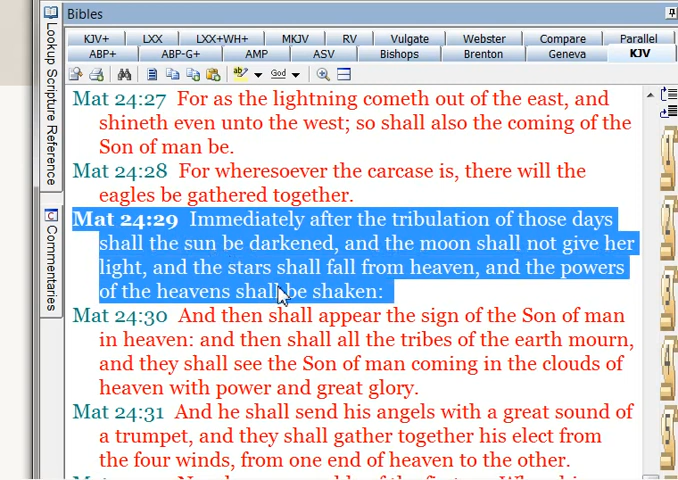 Bibles
KJV+ LXX LXX+WH+ MKJV RV Vulgate Webster Compare Parallel
ABP+ ABP-G+ AMP ASV Bishops Brenton Geneva KJV
God
Lookup Scripture Reference
Commentaries
Mat 24:27 For as the lightning cometh out of the east, and
shineth even unto the west; so shall also the coming of the
Son of man be.
Mat 24:28 For wheresoever the carcase is, there will the
eagles be gathered together.
Mat 24:29 Immediately after the tribulation of those days
shall the sun be darkened, and the moon shall not give her
light, and the stars shall fall from heaven, and the powers
of the heavens shall be shaken:
Mat 24:30 And then shall appear the sign of the Son of man
in heaven: and then shall all the tribes of the earth mourn,
and they shall see the Son of man coming in the clouds of
heaven with power and great glory.
Mat 24:31 And he shall send his angels with a great sound of
a trumpet, and they shall gather together his elect from
the four winds, from one end of heaven to the other.
1
2
3
4
5